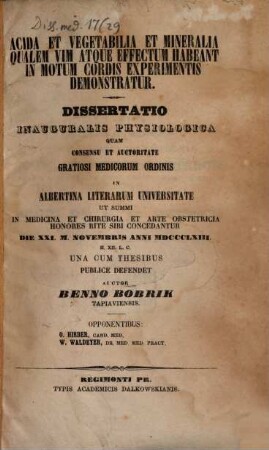 Diss. med. 17(29
ACIDA ET VEGETABILIA ET MINERALIA
QUALEM VIM ATQUE EFFECTUM HABEANT
IN MOTUM CORDIS EXPERIMENTIS
DEMONSTRATUR.
DISSERTATIO
INAUGURALIS PHYSIOLOGICA
QUAM
CONSENSU ET AUCTORITATE
GRATIOSI MEDICORUM ORDINIS
IN
ALBERTINA LITERARUM UNIVERSITATE
UT SUMMI
IN MEDICINA ET CHIRURGIA ET ARTE OBSTETRICIA
HONORES RITE SIBI CONCEDANTUR
DIE XXI. M. NOVEMBRIS ANNI MDCCCLXIII.
H. XII. L. C.
UNA CUM THESIBUS
PUBLICE DEFENDET
AUCTOR
BENNO BOBRIK
TAPIAVIENSIS.
OPPONENTIBUS:
O. HIEBER, CAND. MED.
W. WALDEYER, DR. MED. MED. PRACT.
REGIMONTI PR.
TYPIS ACADEMICIS DALKOWSKIANIS.